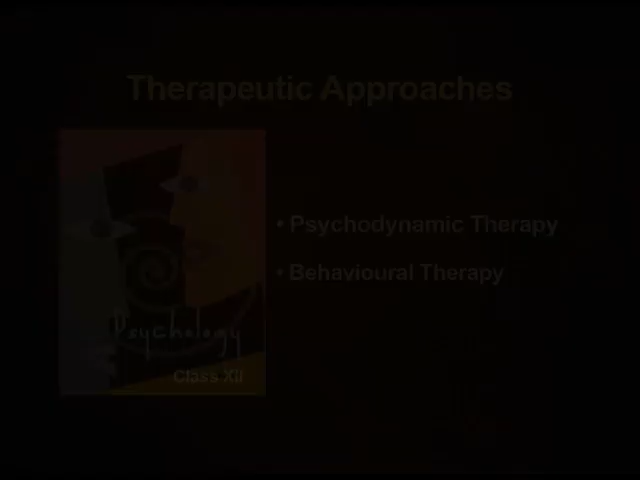 Therapeutic Approaches
• Psychodynamic Therapy
• Behavioural Therapy
Psychology
Class XII